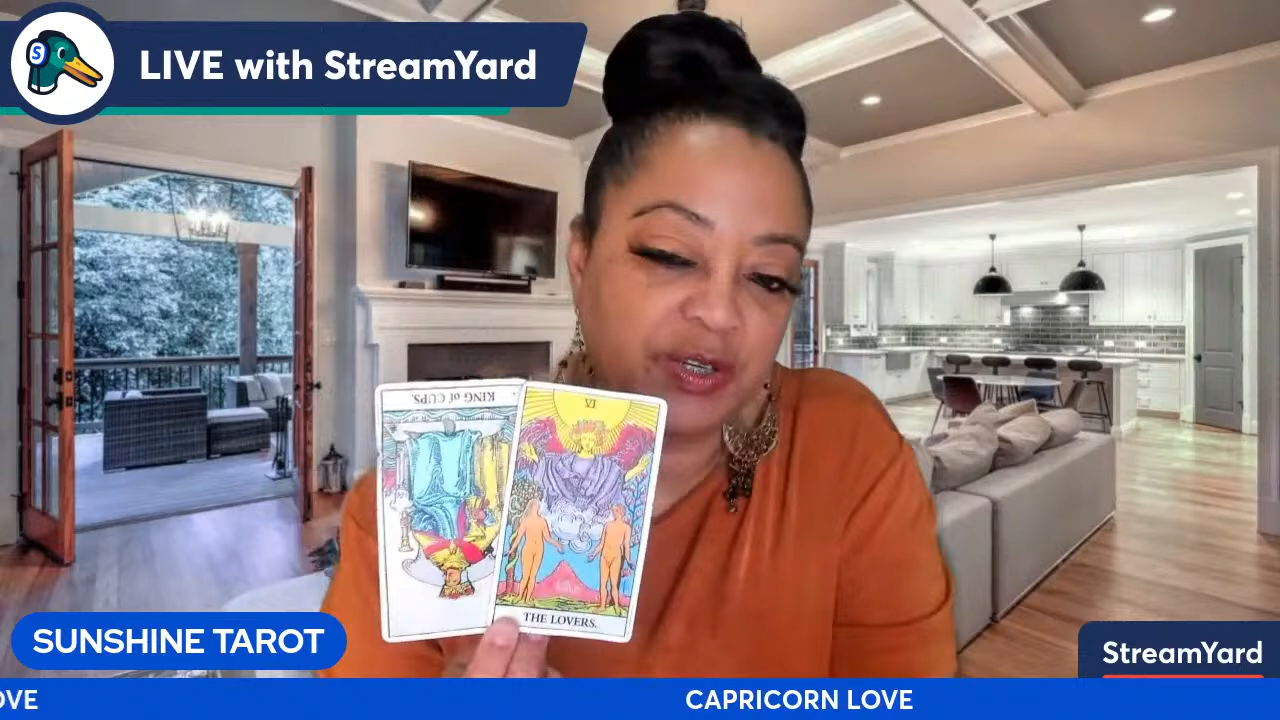 S
LIVE with StreamYard
KING of CUPS.
VI
THE LOVERS.
SUNSHINE TAROT
StreamYard
OVE
CAPRICORN LOVE